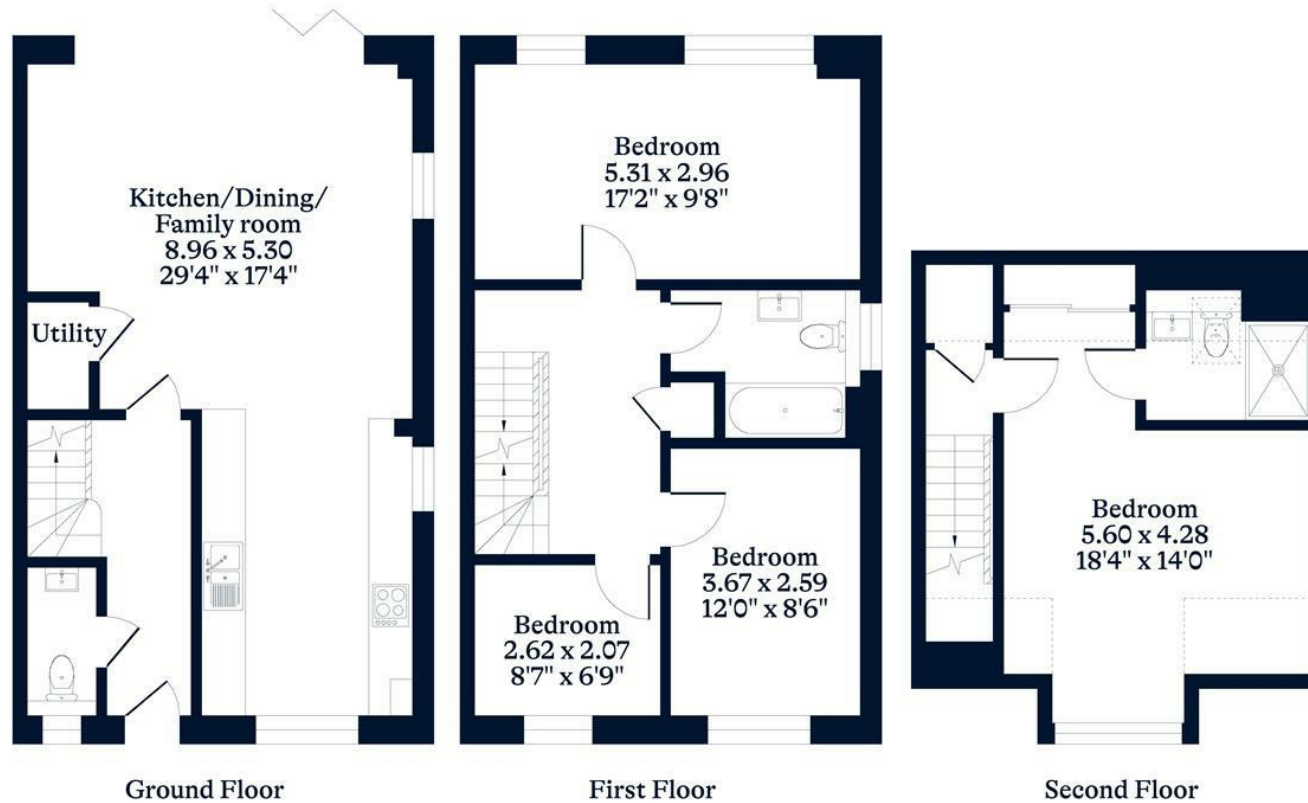 Kitchen/Dining/
Family room
8.96 x 5.30
29'4" x 17'4"
Utility
Ground Floor
Bedroom
5.31 x 2.96
17'2" x 9'8"
Bedroom
3.67 x 2.59
12'0" x 8'6"
Bedroom
2.62 x 2.07
8'7" x 6'9"
First Floor
Bedroom
5.60 x 4.28
18'4" x 14'0"
Second Floor